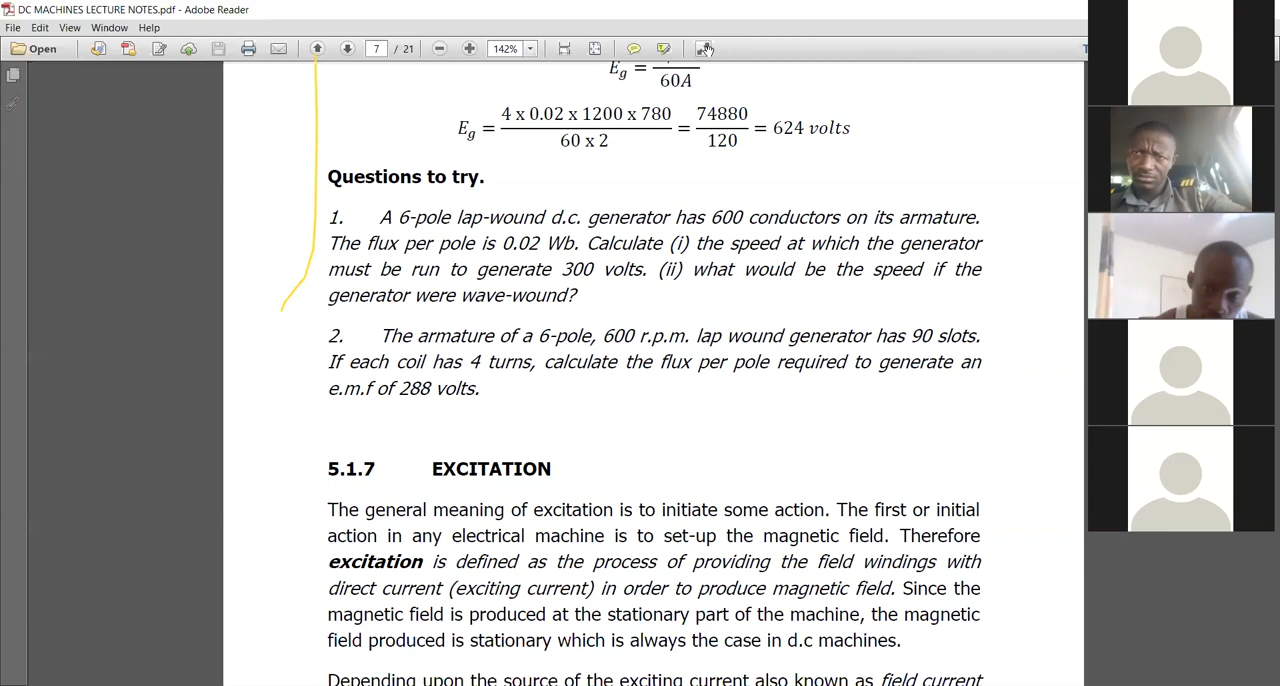 DC MACHINES LECTURE NOTES.pdf - Adobe Reader
File Edit View Window Help
Open 7 / 21 142%
E_g =
60A
E_g = 4 x 0.02 x 1200 x 780 / 60 x 2 = 74880 / 120 = 624 volts
Questions to try.
1. A 6-pole lap-wound d.c. generator has 600 conductors on its armature.
The flux per pole is 0.02 Wb. Calculate (i) the speed at which the generator
must be run to generate 300 volts. (ii) what would be the speed if the
generator were wave-wound?
2. The armature of a 6-pole, 600 r.p.m. lap wound generator has 90 slots.
If each coil has 4 turns, calculate the flux per pole required to generate an
e.m.f of 288 volts.
5.1.7 EXCITATION
The general meaning of excitation is to initiate some action. The first or initial
action in any electrical machine is to set-up the magnetic field. Therefore
excitation is defined as the process of providing the field windings with
direct current (exciting current) in order to produce magnetic field. Since the
magnetic field is produced at the stationary part of the machine, the magnetic
field produced is stationary which is always the case in d.c machines.
Depending upon the source of the exciting current also known as field current